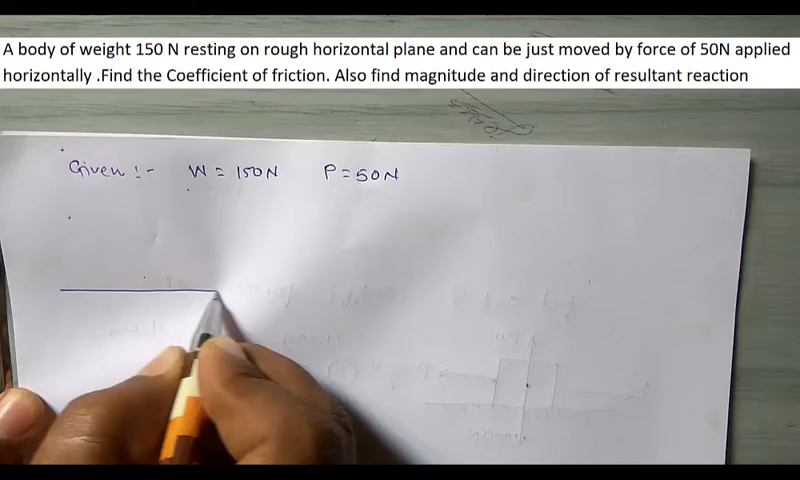 A body of weight 150 N resting on rough horizontal plane and can be just moved by force of 50N applied
horizontally .Find the Coefficient of friction. Also find magnitude and direction of resultant reaction
Given :- W = 150N P = 50N